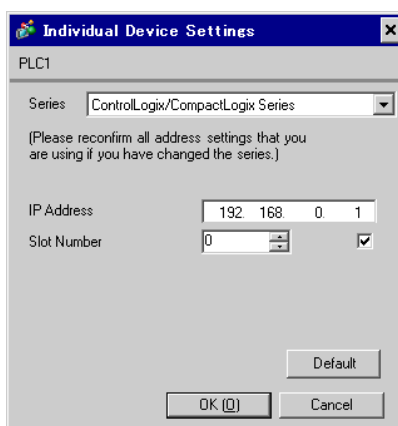 Individual Device Settings
PLC1
Series ControlLogix/CompactLogix Series
(Please reconfirm all address settings that you
are using if you have changed the series.)
IP Address 192. 168. 0. 1
Slot Number 0
Default
OK (O) Cancel